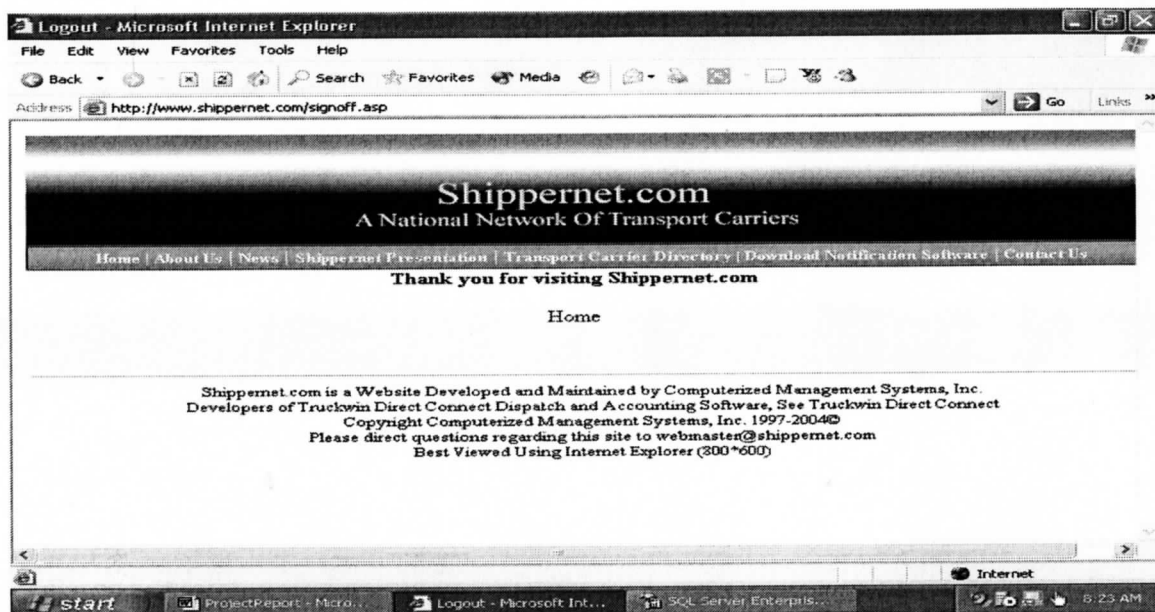 Logout - Microsoft Internet Explorer
File Edit View Favorites Tools Help
Back Search Favorites Media
Address http://www.shippernet.com/signoff.asp Go Links »
Shippernet.com
A National Network Of Transport Carriers
Home | About Us | News | Shippernet Presentation | Transport Carrier Directory | Download Notification Software | Contact Us
Thank you for visiting Shippernet.com
Home
Shippernet.com is a Website Developed and Maintained by Computerized Management Systems, Inc.
Developers of Truckwin Direct Connect Dispatch and Accounting Software, See Truckwin Direct Connect
Copyright Computerized Management Systems, Inc. 1997-2004©
Please direct questions regarding this site to webmaster@shippernet.com
Best Viewed Using Internet Explorer (800*600)
Internet
start ProjectReport - Micro... Logout - Microsoft Int... SQL Server Enterpris... 8:23 AM